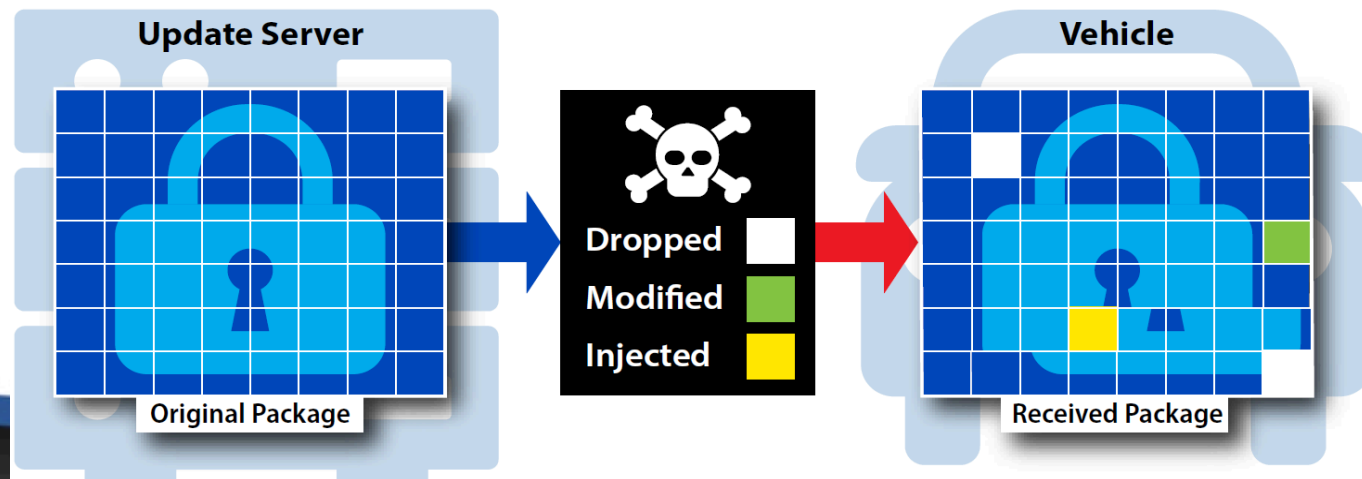 Update Server
Original Package
Dropped
Modified
Injected
Vehicle
Received Package